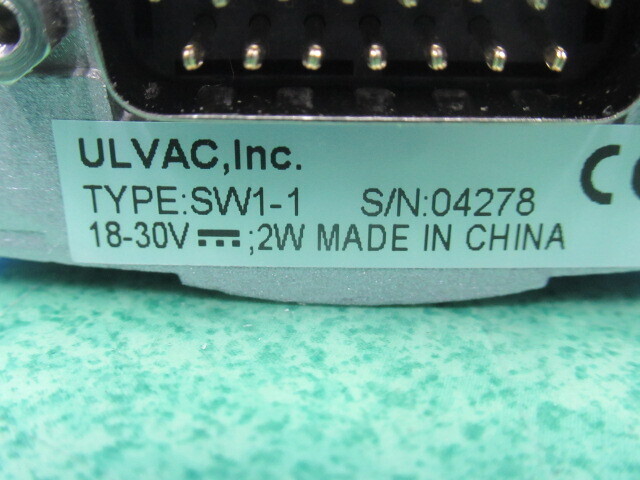 ULVAC,Inc.
TYPE:SW1-1 S/N:04278
18-30V⎓;2W MADE IN CHINA
CE